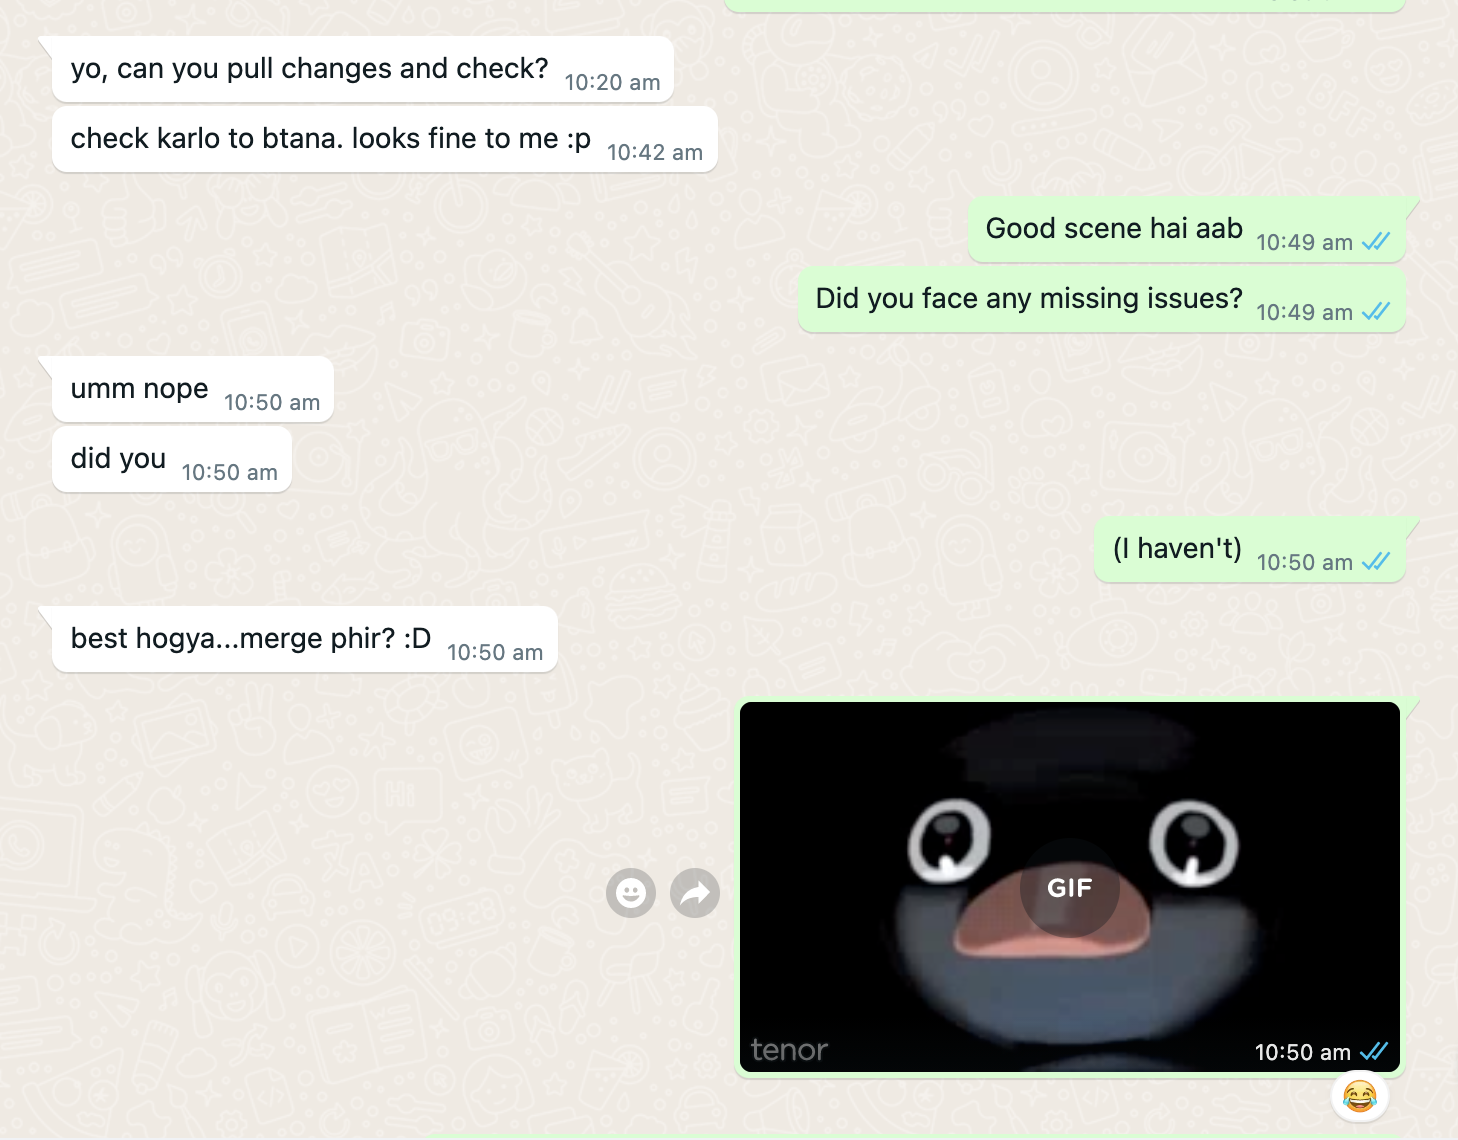 yo, can you pull changes and check? 10:20 am
check karlo to btana. looks fine to me :p 10:42 am
Good scene hai aab 10:49 am
Did you face any missing issues? 10:49 am
umm nope 10:50 am
did you 10:50 am
(I haven't) 10:50 am
best hogya...merge phir? :D 10:50 am
GIF
tenor 10:50 am